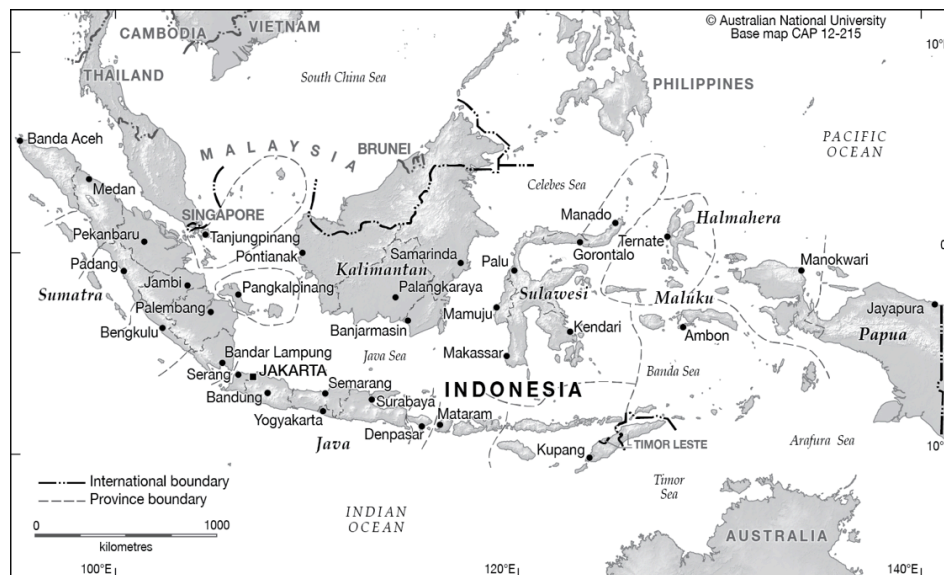 © Australian National University
Base map CAP 12-215
10°
VIETNAM
CAMBODIA
THAILAND
South China Sea
PHILIPPINES
PACIFIC
OCEAN
Banda Aceh
MALAYSIA
BRUNEI
Medan
Celebes Sea
SINGAPORE
Manado
Halmahera
Pekanbaru
Tanjungpinang
Ternate
Pontianak
Gorontalo
0°
Padang
Samarinda
Palu
Manokwari
Kalimantan
Jambi
Pangkalpinang
Palangkaraya
Sulawesi
Maluku
Sumatra
Palembang
Mamuju
Jayapura
Bengkulu
Banjarmasin
Kendari
Ambon
Papua
Bandar Lampung
Java Sea
Makassar
Serang
JAKARTA
Banda Sea
Bandung
Semarang
INDONESIA
Surabaya
Yogyakarta
Mataram
Java
Denpasar
Kupang
TIMOR LESTE
Arafura Sea
10°
International boundary
Province boundary
Timor
Sea
0
1000
kilometres
INDIAN
OCEAN
AUSTRALIA
100°E
120°E
140°E